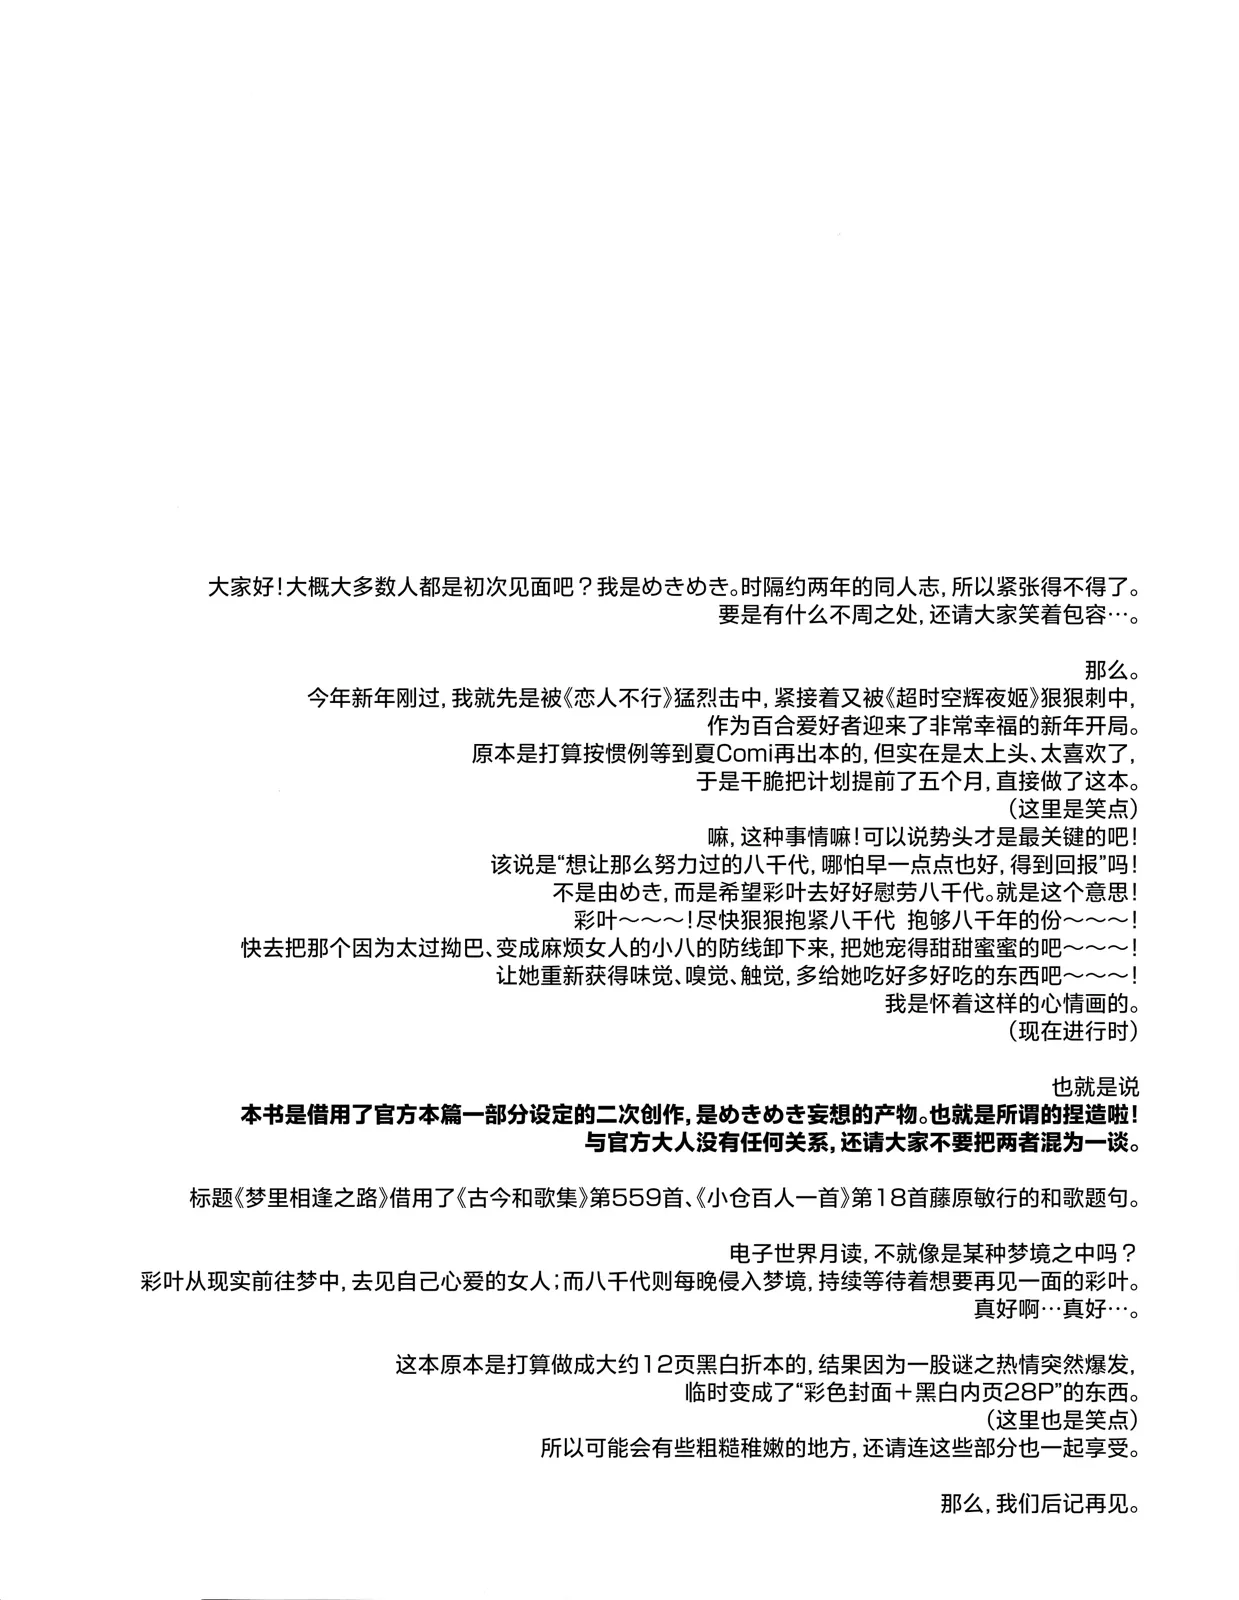 大家好！大概大多数人都是初次见面吧？我是めきめき。时隔约两年的同人志，所以紧张得不得了。
要是有什么不周之处，还请大家笑着包容…。
那么。
今年新年刚过，我就先是被《恋人不行》猛烈击中，紧接着又被《超时空辉夜姬》狠狠刺中，
作为百合爱好者迎来了非常幸福的新年开局。
原本是打算按惯例等到夏Comi再出本的，但实在是太上头、太喜欢了，
于是干脆把计划提前了五个月，直接做了这本。
（这里是笑点）
嘛，这种事情嘛！可以说势头才是最关键的吧！
该说是“想让那么努力过的八千代，哪怕早一点点也好，得到回报”吗！
不是由めき，而是希望彩叶去好好慰劳八千代。就是这个意思！
彩叶～～～！尽快狠狠抱紧八千代 抱够八千年的份～～～！
快去把那个因为太过拗巴、变成麻烦女人的小八的防线卸下来，把她宠得甜甜蜜蜜的吧～～～！
让她重新获得味觉、嗅觉、触觉，多给她吃好多好吃的东西吧～～～！
我是怀着这样的心情画的。
（现在进行时）
也就是说
本书是借用了官方本篇一部分设定的二次创作，是めきめき妄想的产物。也就是所谓的捏造啦！
与官方大人没有任何关系，还请大家不要把两者混为一谈。
标题《梦里相逢之路》借用了《古今和歌集》第559首、《小仓百人一首》第18首藤原敏行的和歌题句。
电子世界月读，不就像是某种梦境之中吗？
彩叶从现实前往梦中，去见自己心爱的女人；而八千代则每晚侵入梦境，持续等待着想要再见一面的彩叶。
真好啊…真好…。
这本原本是打算做成大约12页黑白折本的，结果因为一股谜之热情突然爆发，
临时变成了“彩色封面＋黑白内页28P”的东西。
（这里也是笑点）
所以可能会有些粗糙稚嫩的地方，还请连这些部分也一起享受。
那么，我们后记再见。